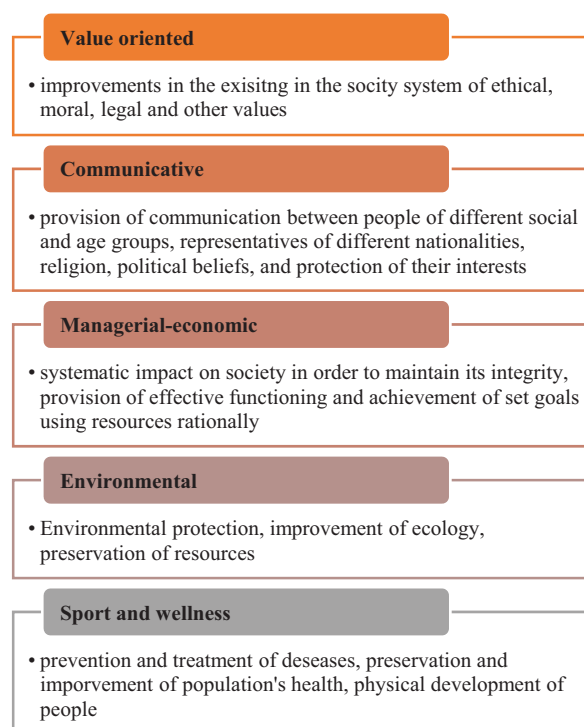 Value oriented
• improvements in the exisitng in the socity system of ethical,
moral, legal and other values
Communicative
• provision of communication between people of different social
and age groups, representatives of different nationalities,
religion, political beliefs, and protection of their interests
Managerial-economic
• systematic impact on society in order to maintain its integrity,
provision of effective functioning and achievement of set goals
using resources rationally
Environmental
• Environmental protection, improvement of ecology,
preservation of resources
Sport and wellness
• prevention and treatment of deseases, preservation and
imporvement of population's health, physical development of
people